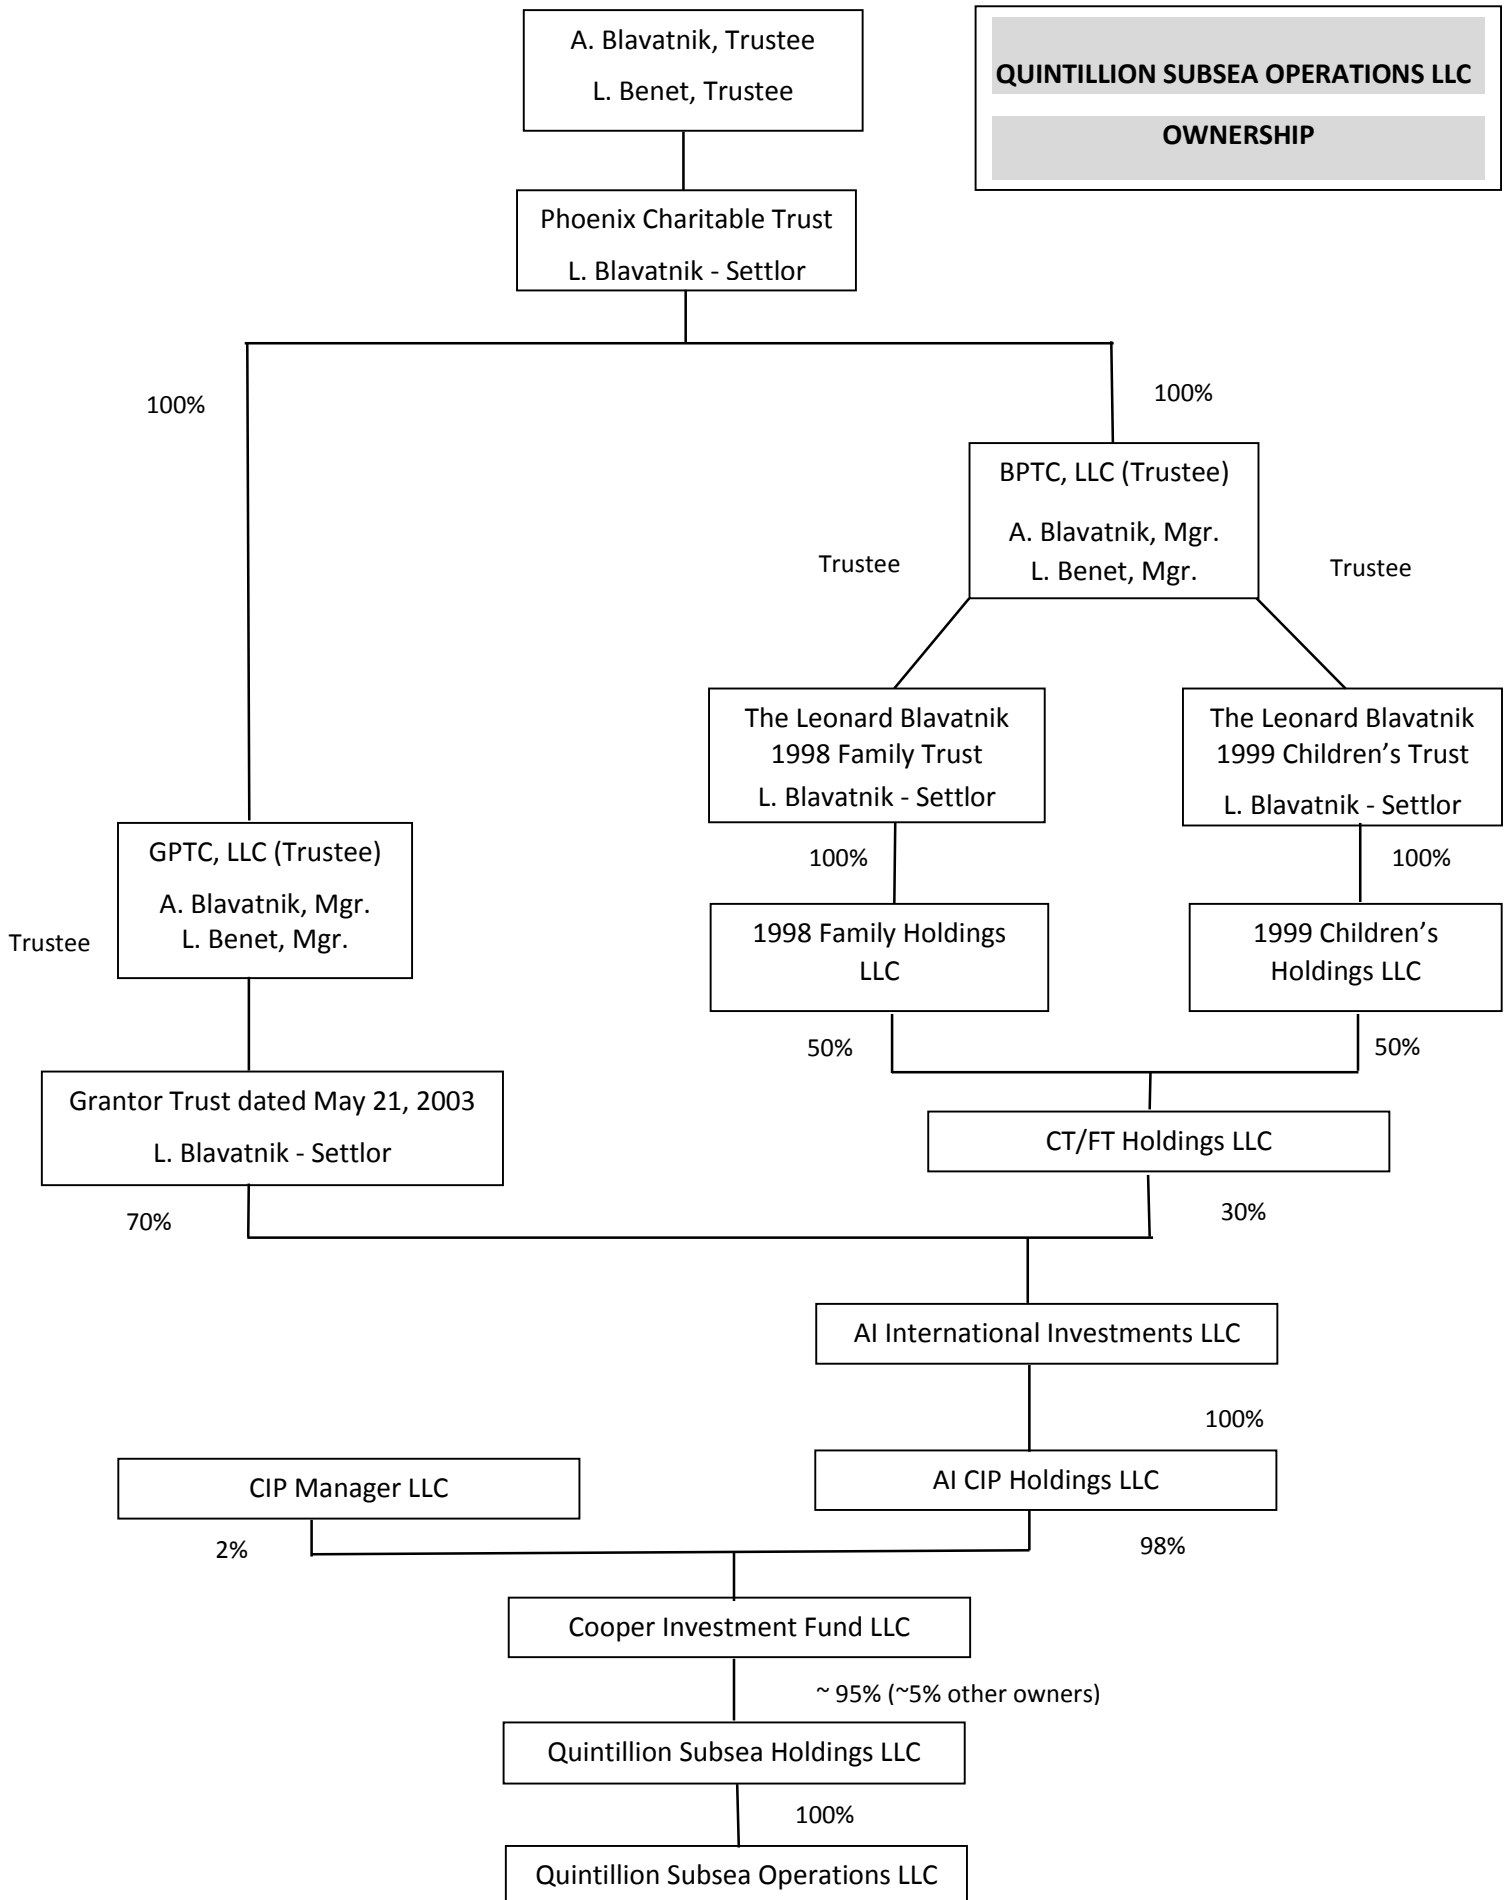 A. Blavatnik, Trustee
L. Benet, Trustee
QUINTILLION SUBSEA OPERATIONS LLC
OWNERSHIP
Phoenix Charitable Trust
L. Blavatnik - Settlor
100%
100%
BPTC, LLC (Trustee)
A. Blavatnik, Mgr.
L. Benet, Mgr.
Trustee
Trustee
The Leonard Blavatnik
1998 Family Trust
L. Blavatnik - Settlor
The Leonard Blavatnik
1999 Children’s Trust
L. Blavatnik - Settlor
GPTC, LLC (Trustee)
A. Blavatnik, Mgr.
L. Benet, Mgr.
Trustee
100%
100%
1998 Family Holdings
LLC
1999 Children’s
Holdings LLC
50%
50%
Grantor Trust dated May 21, 2003
L. Blavatnik - Settlor
CT/FT Holdings LLC
70%
30%
AI International Investments LLC
100%
CIP Manager LLC
AI CIP Holdings LLC
2%
98%
Cooper Investment Fund LLC
~ 95% (~5% other owners)
Quintillion Subsea Holdings LLC
100%
Quintillion Subsea Operations LLC